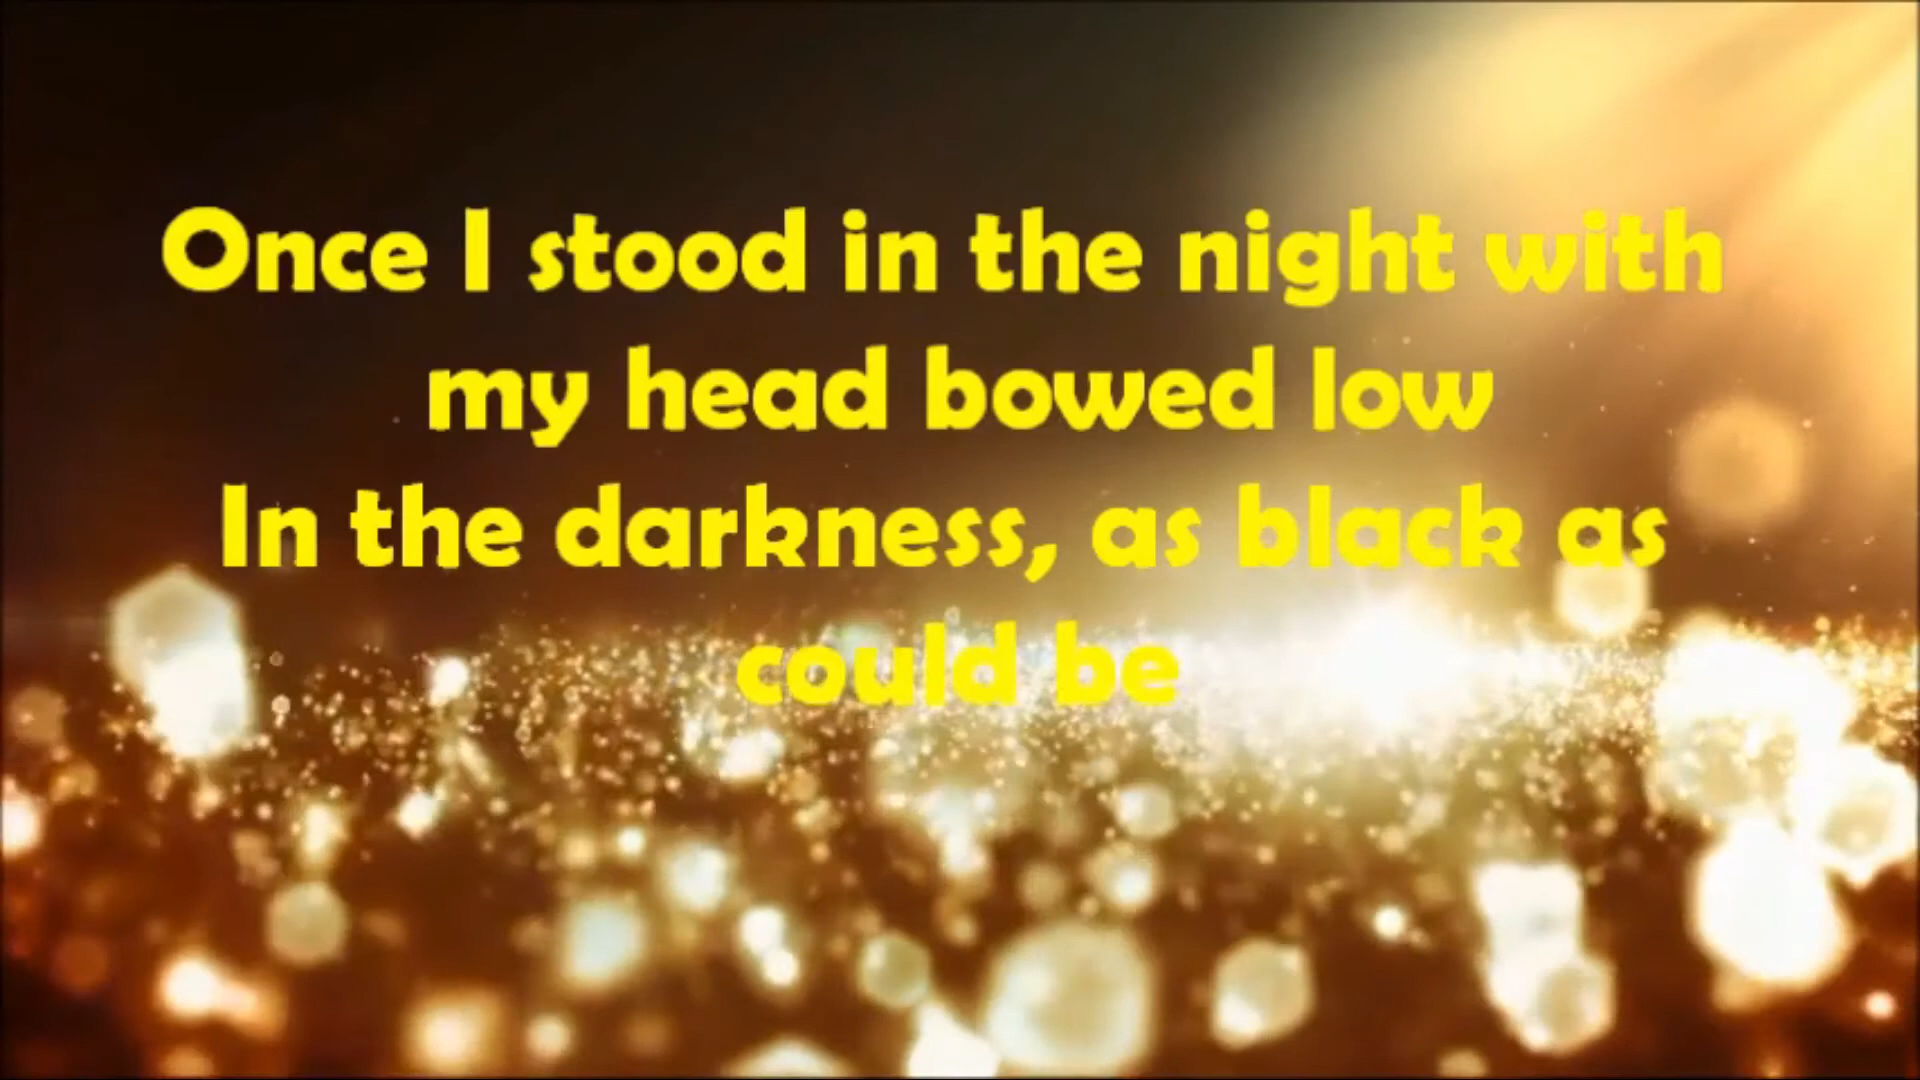 Once I stood in the night with
my head bowed low
In the darkness, as black as
could be